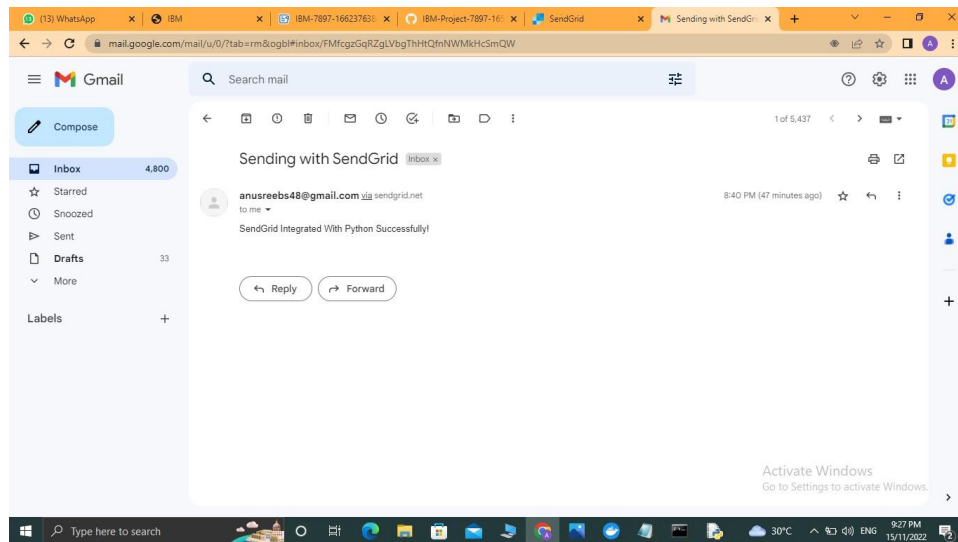 (13) WhatsApp
IBM
IBM-7897-16623763
IBM-Project-7897-16
SendGrid
Sending with SendGri
mail.google.com/mail/u/0/?tab=rm&ogbl#inbox/FMfcgzGqRZgLVbgThHtQfnNWMkHcSmQW
A
Gmail
Search mail
A
Compose
1 of 5,437
Inbox 4,800
Starred
Snoozed
Sent
Drafts 33
More
Labels
Sending with SendGrid Inbox x
anusreebs48@gmail.com via sendgrid.net
8:40 PM (47 minutes ago)
to me
SendGrid Integrated With Python Successfully!
Reply
Forward
Activate Windows
Go to Settings to activate Windows.
Type here to search
30°C
ENG
9:27 PM
15/11/2022